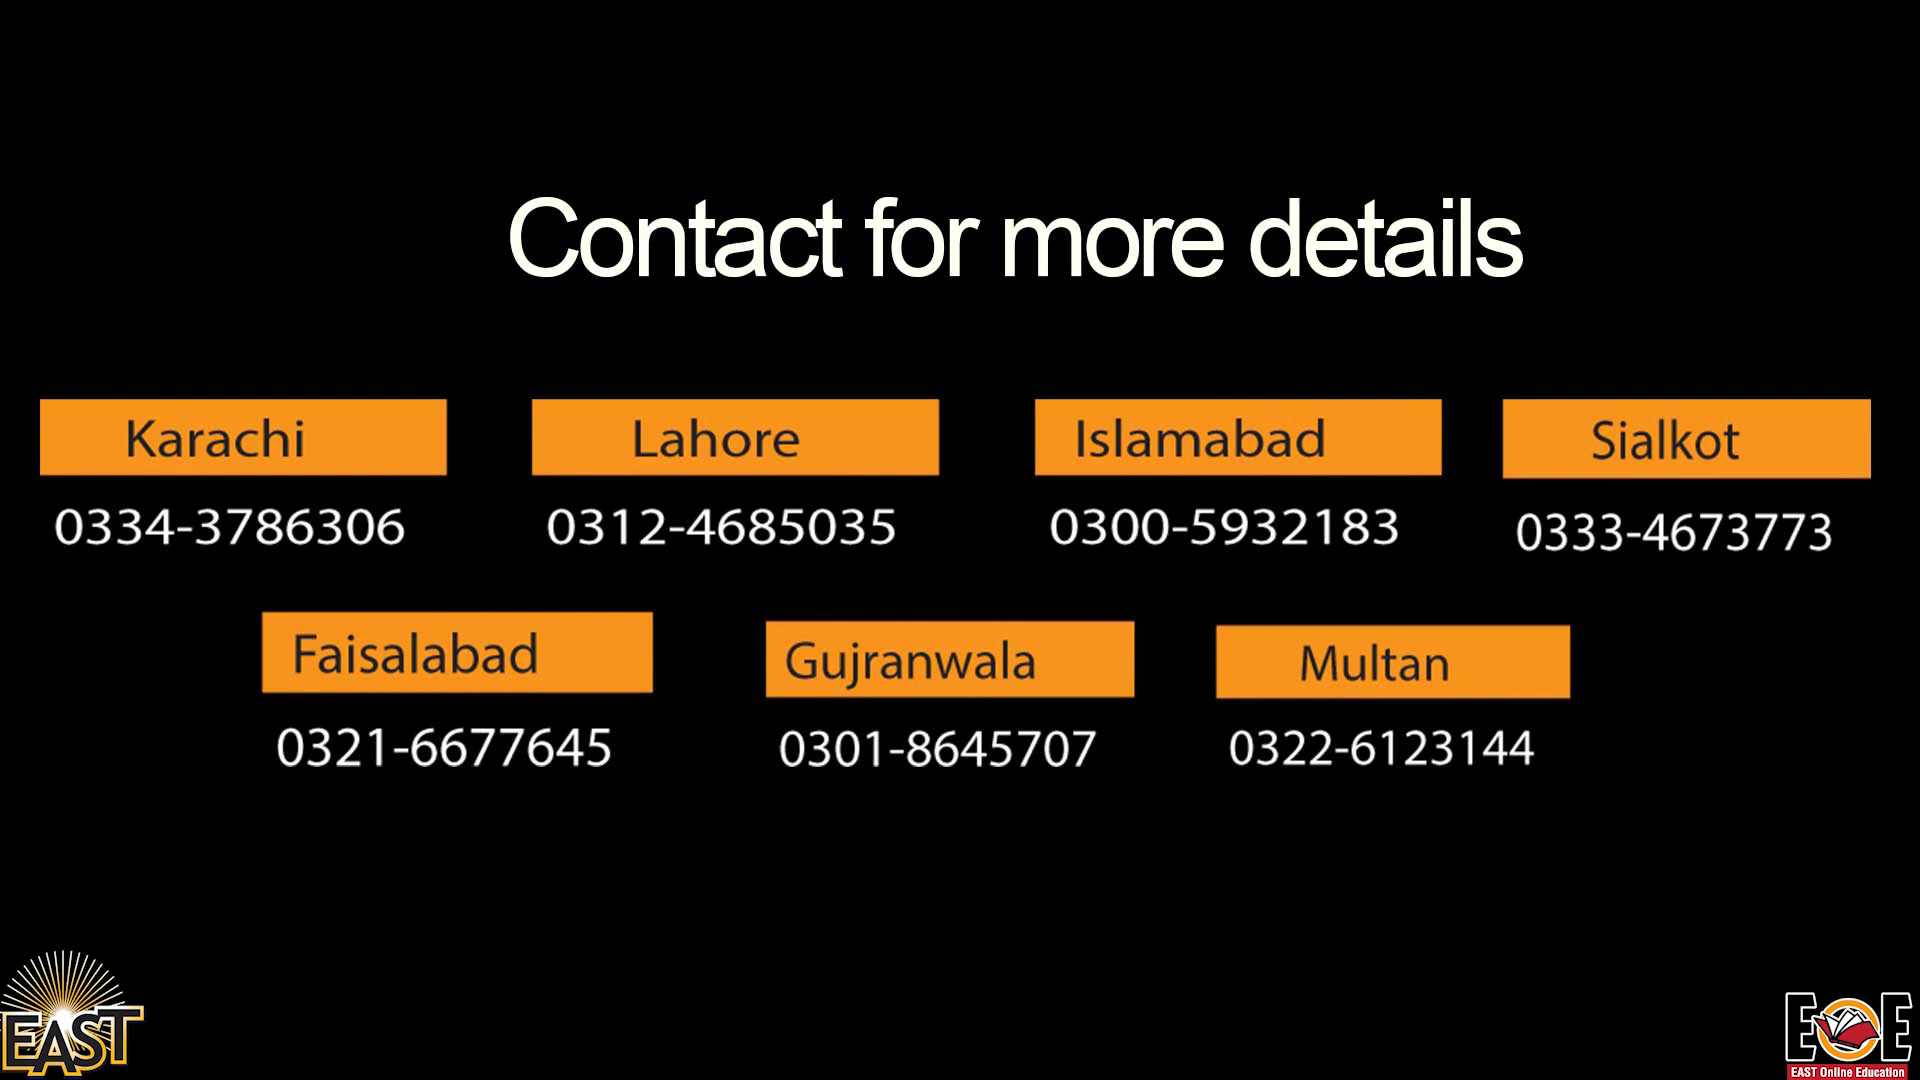 Contact for more details
Karachi
Lahore
Islamabad
Sialkot
0334-3786306
0312-4685035
0300-5932183
0333-4673773
Faisalabad
Gujranwala
Multan
0321-6677645
0301-8645707
0322-6123144
EAST
EOE
EAST Online Education